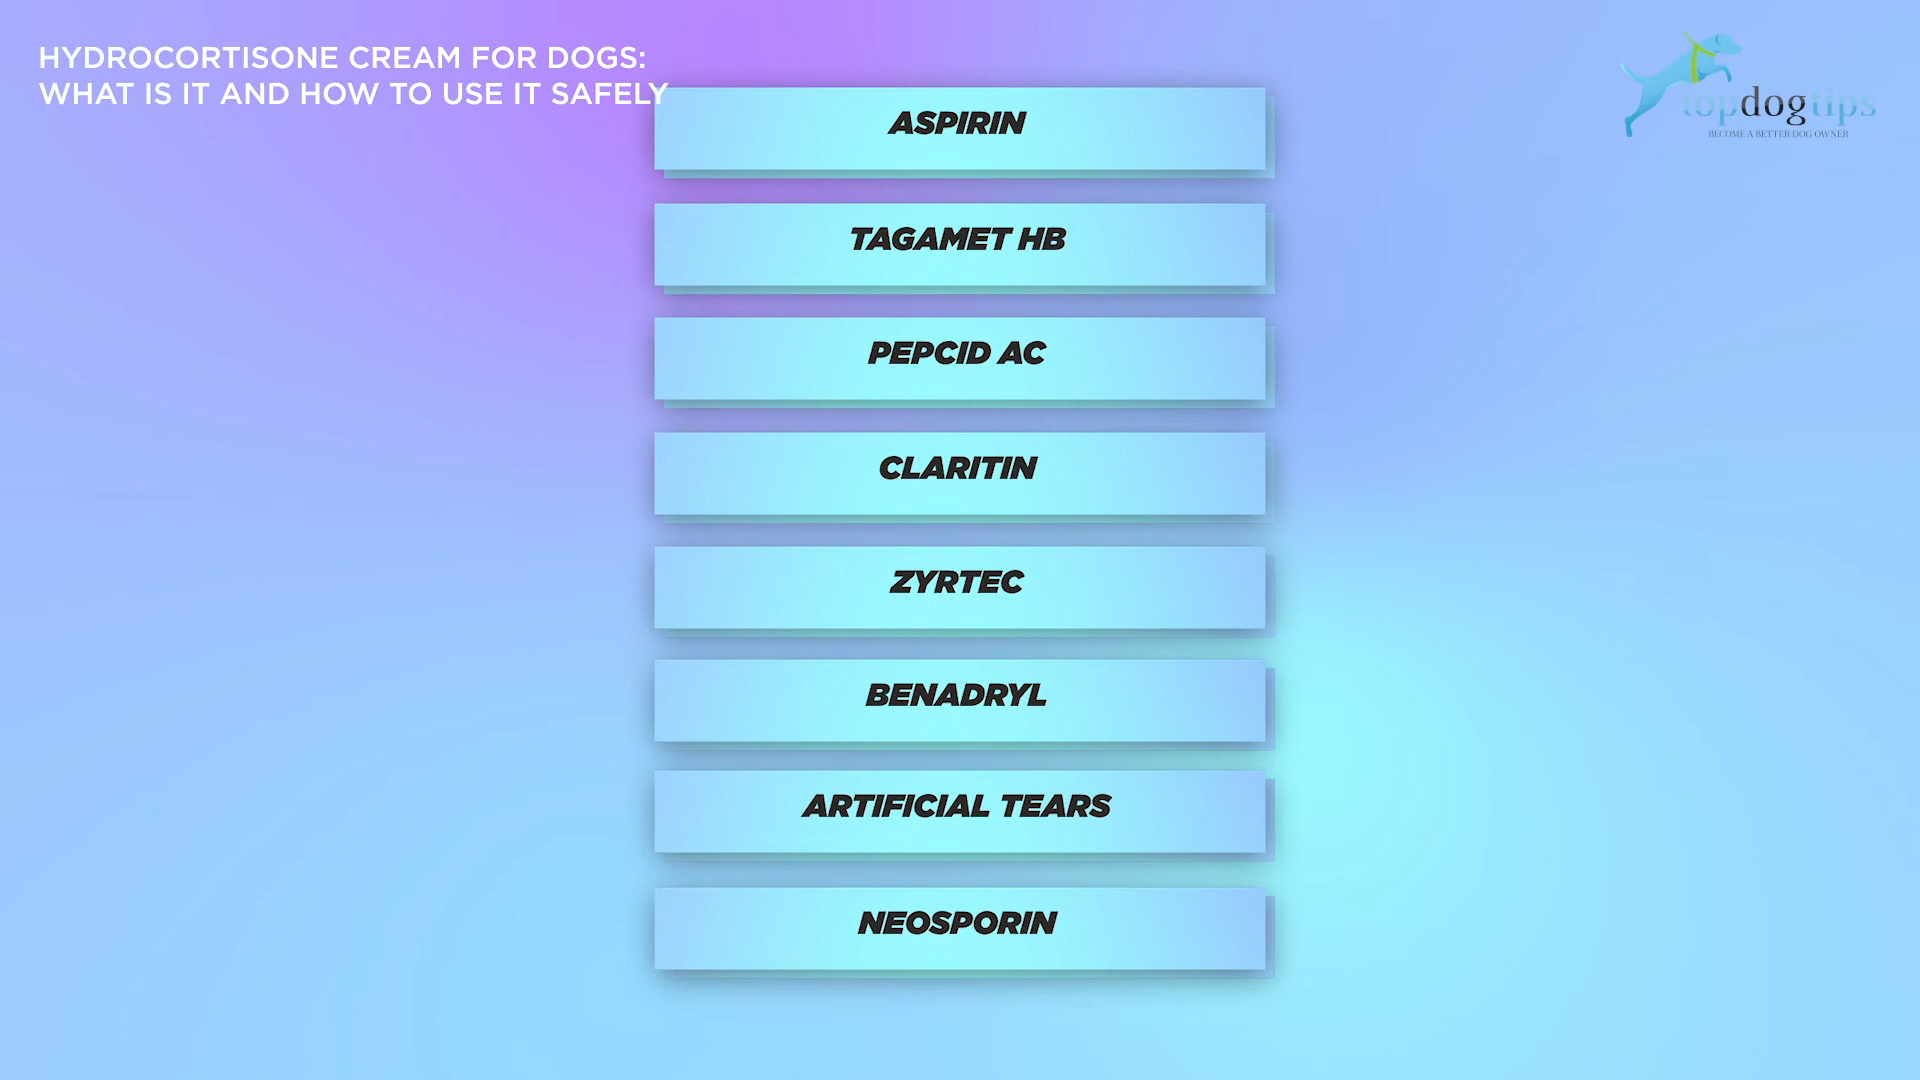 HYDROCORTISONE CREAM FOR DOGS:
WHAT IS IT AND HOW TO USE IT SAFELY
topdogtips
BECOME A BETTER DOG OWNER
ASPIRIN
TAGAMET HB
PEPCID AC
CLARITIN
ZYRTEC
BENADRYL
ARTIFICIAL TEARS
NEOSPORIN